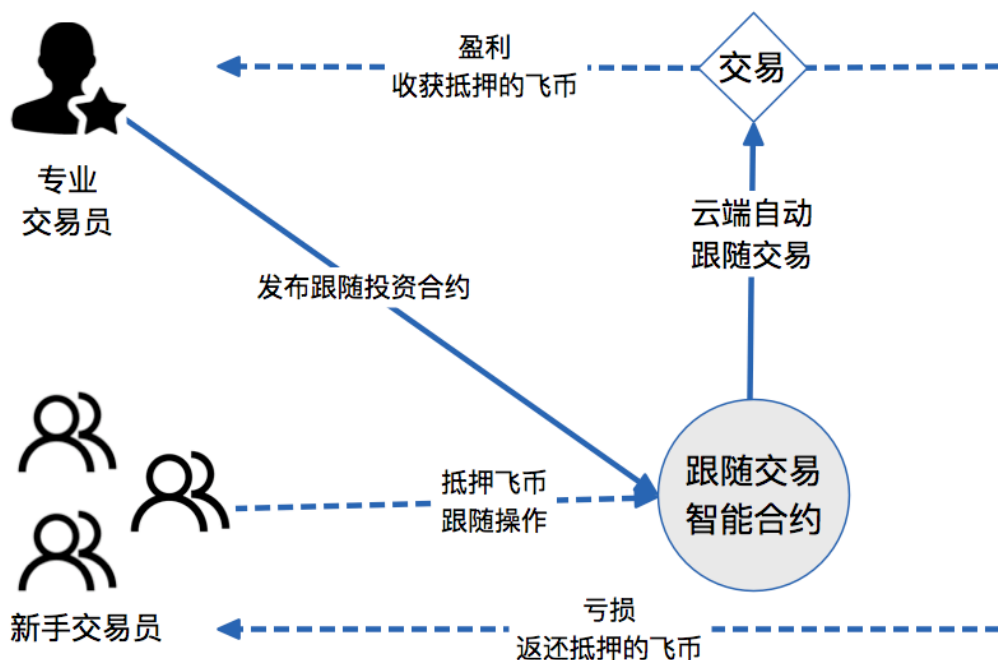 盈利
收获抵押的飞币
交易
专业
交易员
云端自动
跟随交易
发布跟随投资合约
抵押飞币
跟随操作
跟随交易
智能合约
新手交易员
亏损
返还抵押的飞币